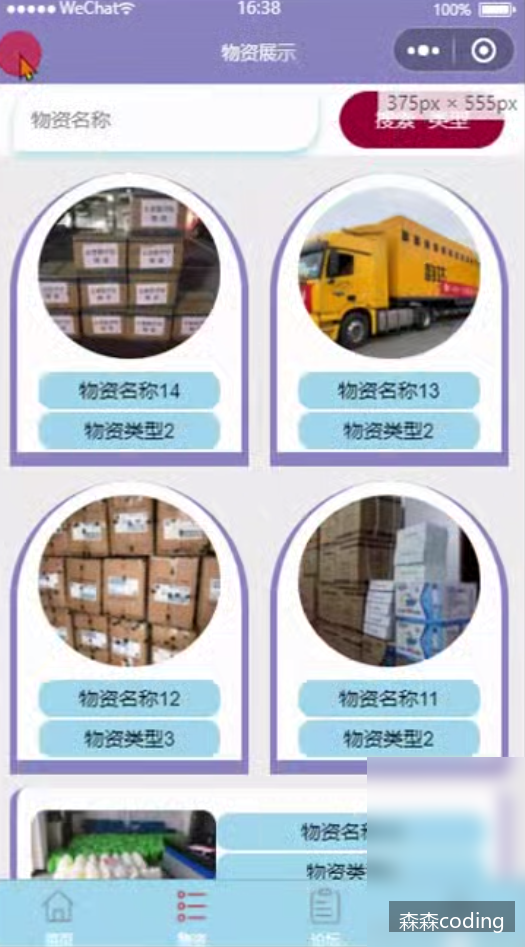 WeChat
16:38
100%
物资展示
375px × 555px
物资名称
搜索 类型
物资名称14
物资名称13
物资类型2
物资类型2
物资名称12
物资名称11
物资类型3
物资类型2
物资名
物资类
首页
物资
论坛
森森coding